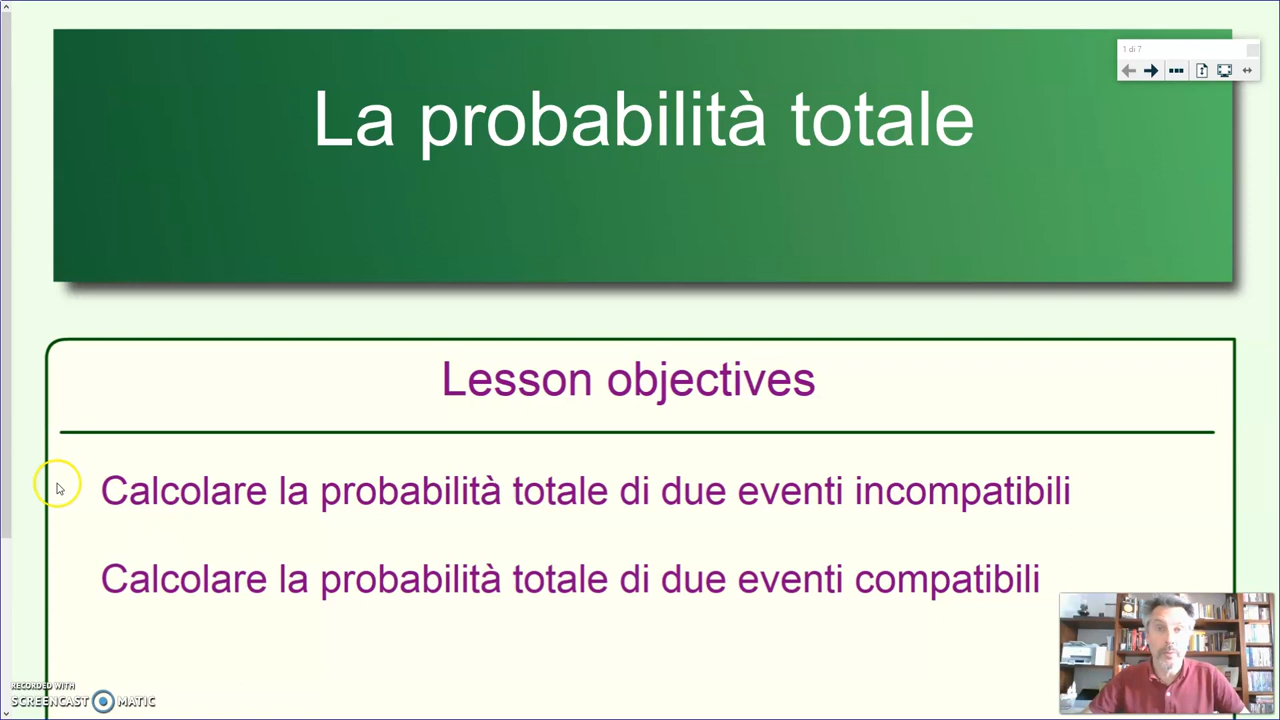 1 di 7
La probabilità totale
Lesson objectives
Calcolare la probabilità totale di due eventi incompatibili
Calcolare la probabilità totale di due eventi compatibili
RECORDED WITH
SCREENCAST MATIC